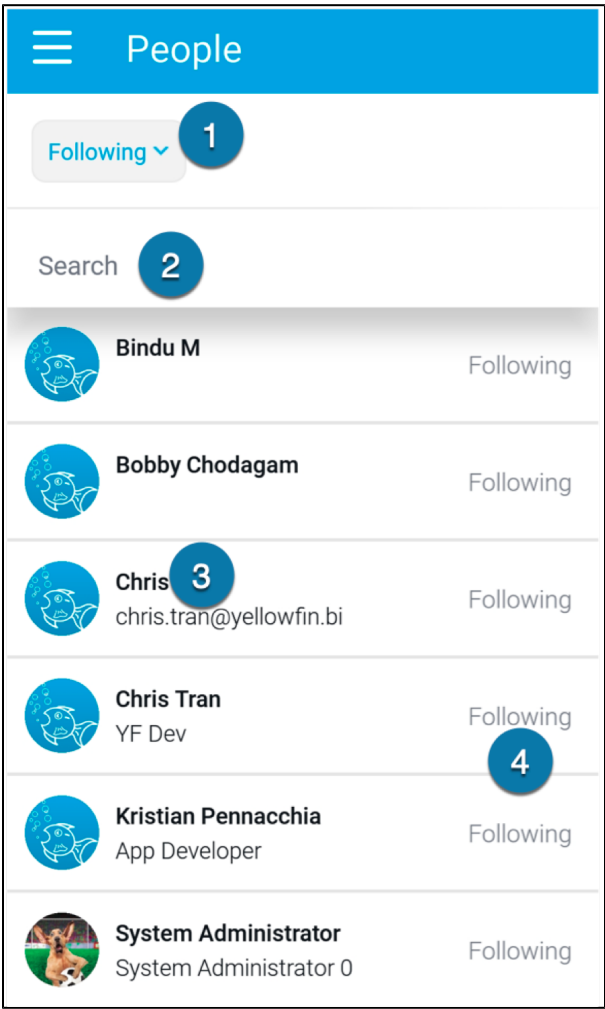 People
Following
1
Search
2
Bindu M
Following
Bobby Chodagam
Following
Chris
3
chris.tran@yellowfin.bi
Following
Chris Tran
YF Dev
Following
4
Kristian Pennacchia
App Developer
Following
System Administrator
System Administrator 0
Following